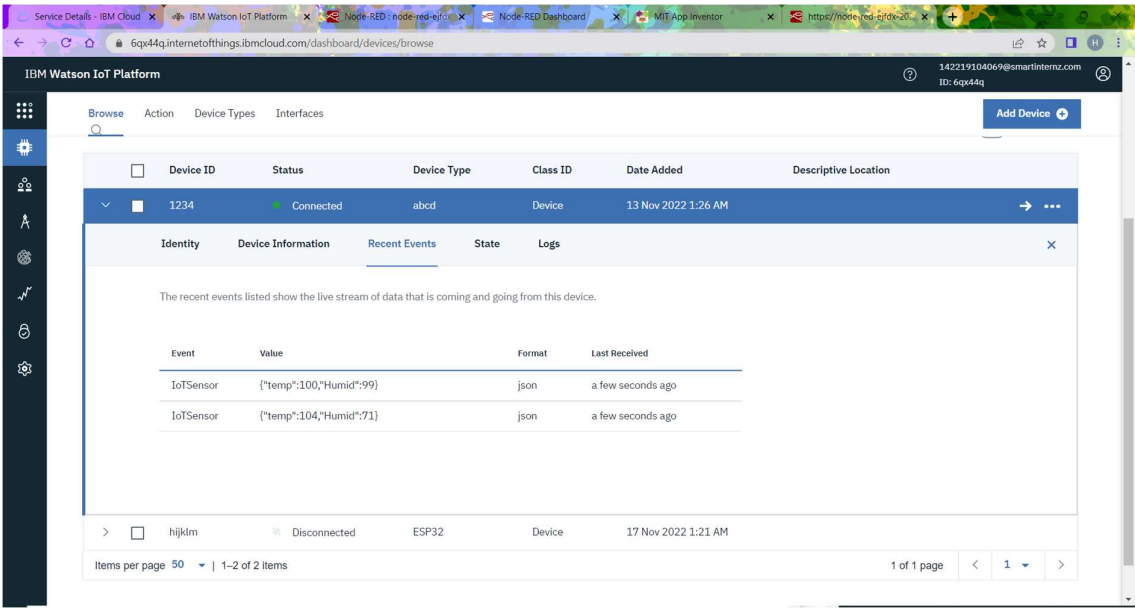 Service Details - IBM Cloud
IBM Watson IoT Platform
Node-RED : node-red-ejfdx
Node-RED Dashboard
MIT App Inventor
https://node-red-ejfdx-20...
6qx44q.internetofthings.ibmcloud.com/dashboard/devices/browse
H
IBM Watson IoT Platform
142219104069@smartinternz.com
ID: 6qx44q
Browse Action Device Types Interfaces
Add Device
Device ID Status Device Type Class ID Date Added Descriptive Location
1234 Connected abcd Device 13 Nov 2022 1:26 AM
Identity Device Information Recent Events State Logs
The recent events listed show the live stream of data that is coming and going from this device.
Event Value Format Last Received
IoTSensor {"temp":100,"Humid":99} json a few seconds ago
IoTSensor {"temp":104,"Humid":71} json a few seconds ago
hijklm Disconnected ESP32 Device 17 Nov 2022 1:21 AM
Items per page 50 | 1–2 of 2 items 1 of 1 page 1